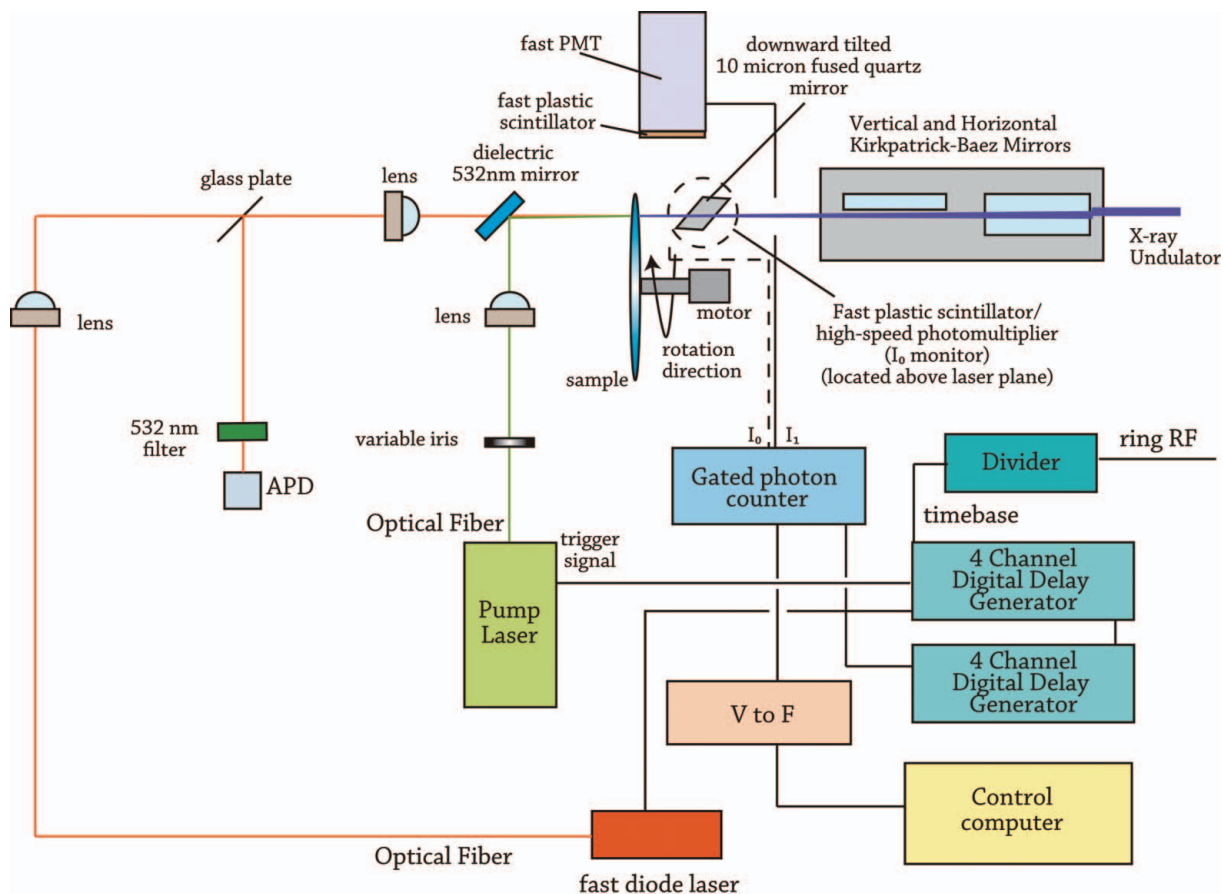 fast PMT
downward tilted
10 micron fused quartz
mirror
fast plastic
scintillator
Vertical and Horizontal
Kirkpatrick-Baez Mirrors
dielectric
532nm mirror
lens
glass plate
X-ray
Undulator
lens
lens
motor
Fast plastic scintillator/
high-speed photomultiplier
(I₀ monitor)
(located above laser plane)
rotation
direction
sample
532 nm
filter
variable iris
I₀
I₁
ring RF
Divider
Gated photon
counter
APD
timebase
Optical Fiber
trigger
signal
4 Channel
Digital Delay
Generator
Pump
Laser
4 Channel
Digital Delay
Generator
V to F
Control
computer
Optical Fiber
fast diode laser